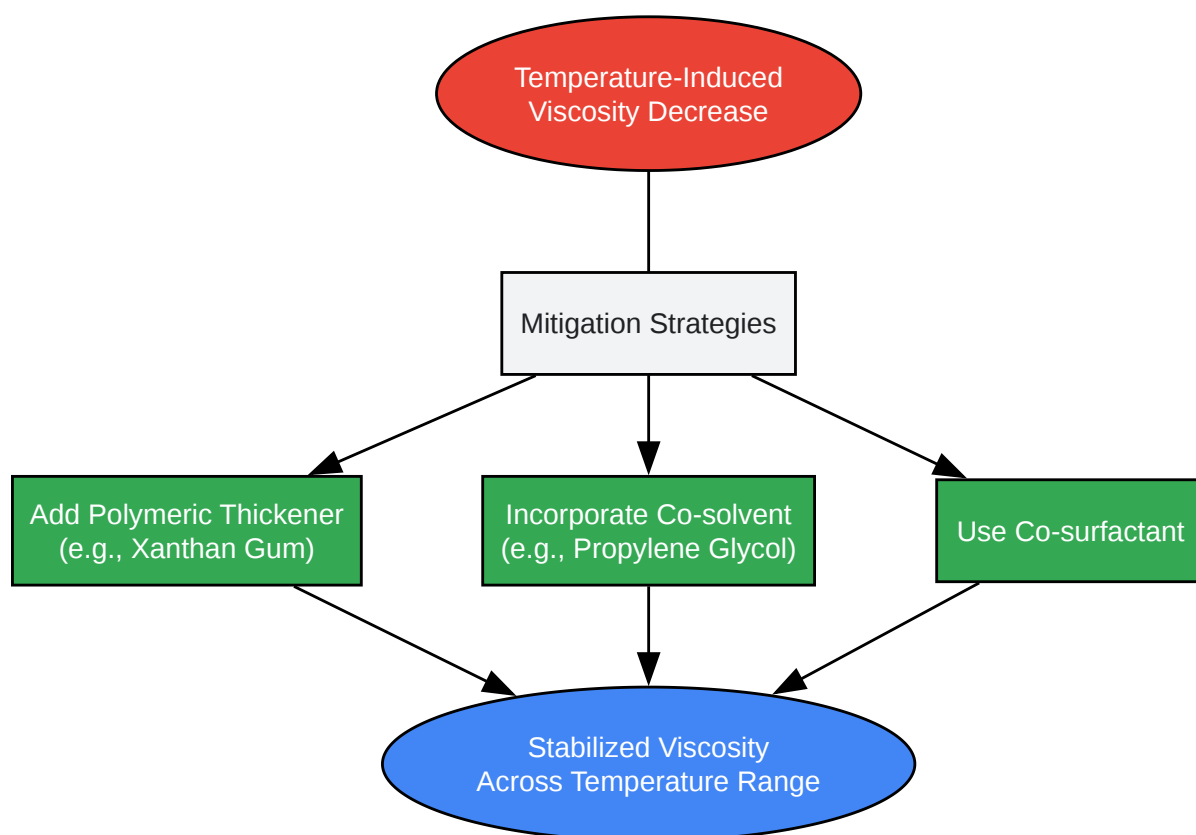 Temperature-Induced
Viscosity Decrease
Mitigation Strategies
Add Polymeric Thickener
(e.g., Xanthan Gum)
Incorporate Co-solvent
(e.g., Propylene Glycol)
Use Co-surfactant
Stabilized Viscosity
Across Temperature Range